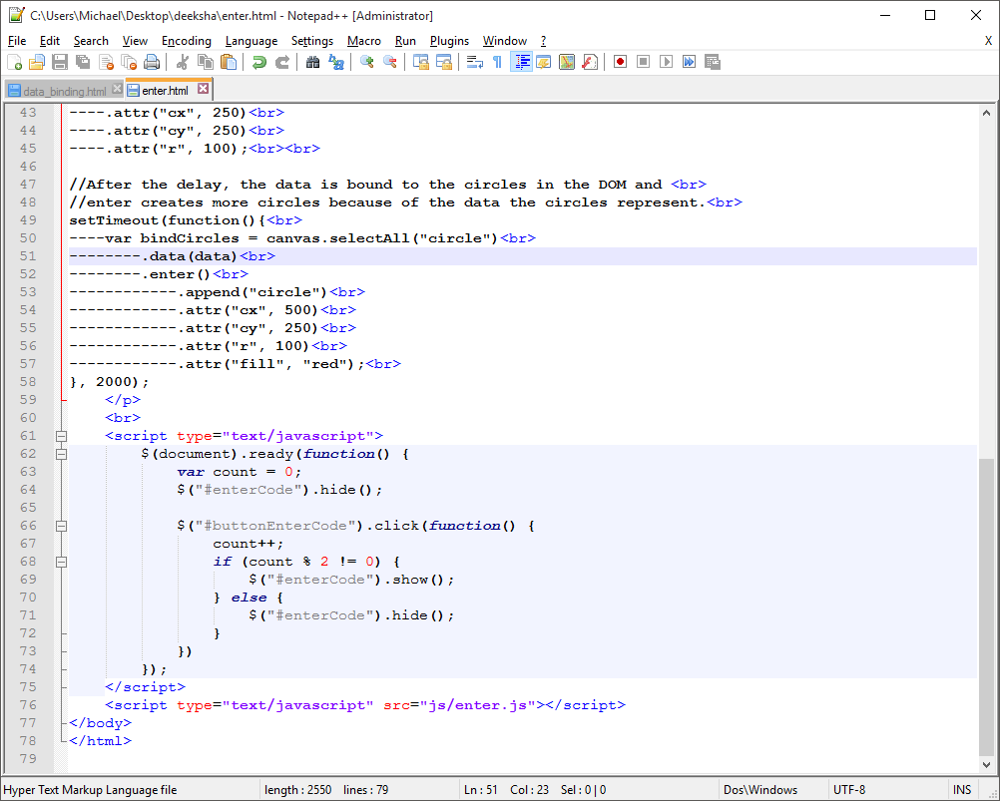 C:\Users\Michael\Desktop\deeksha\enter.html - Notepad++ [Administrator]
File Edit Search View Encoding Language Settings Macro Run Plugins Window ? X
data_binding.html enter.html
43 ----.attr("cx", 250)<br>
44 ----.attr("cy", 250)<br>
45 ----.attr("r", 100);<br><br>
46
47 //After the delay, the data is bound to the circles in the DOM and <br>
48 //enter creates more circles because of the data the circles represent.<br>
49 setTimeout(function(){<br>
50 ----var bindCircles = canvas.selectAll("circle")<br>
51 --------.data(data)<br>
52 --------.enter()<br>
53 ------------.append("circle")<br>
54 ------------.attr("cx", 500)<br>
55 ------------.attr("cy", 250)<br>
56 ------------.attr("r", 100)<br>
57 ------------.attr("fill", "red");<br>
58 }, 2000);
59     </p>
60     <br>
61     <script type="text/javascript">
62         $(document).ready(function() {
63             var count = 0;
64             $("#enterCode").hide();
65
66             $("#buttonEnterCode").click(function() {
67                 count++;
68                 if (count % 2 != 0) {
69                     $("#enterCode").show();
70                 } else {
71                     $("#enterCode").hide();
72                 }
73             })
74         });
75     </script>
76     <script type="text/javascript" src="js/enter.js"></script>
77 </body>
78 </html>
79
Hyper Text Markup Language file length : 2550 lines : 79 Ln : 51 Col : 23 Sel : 0 | 0 Dos\Windows UTF-8 INS